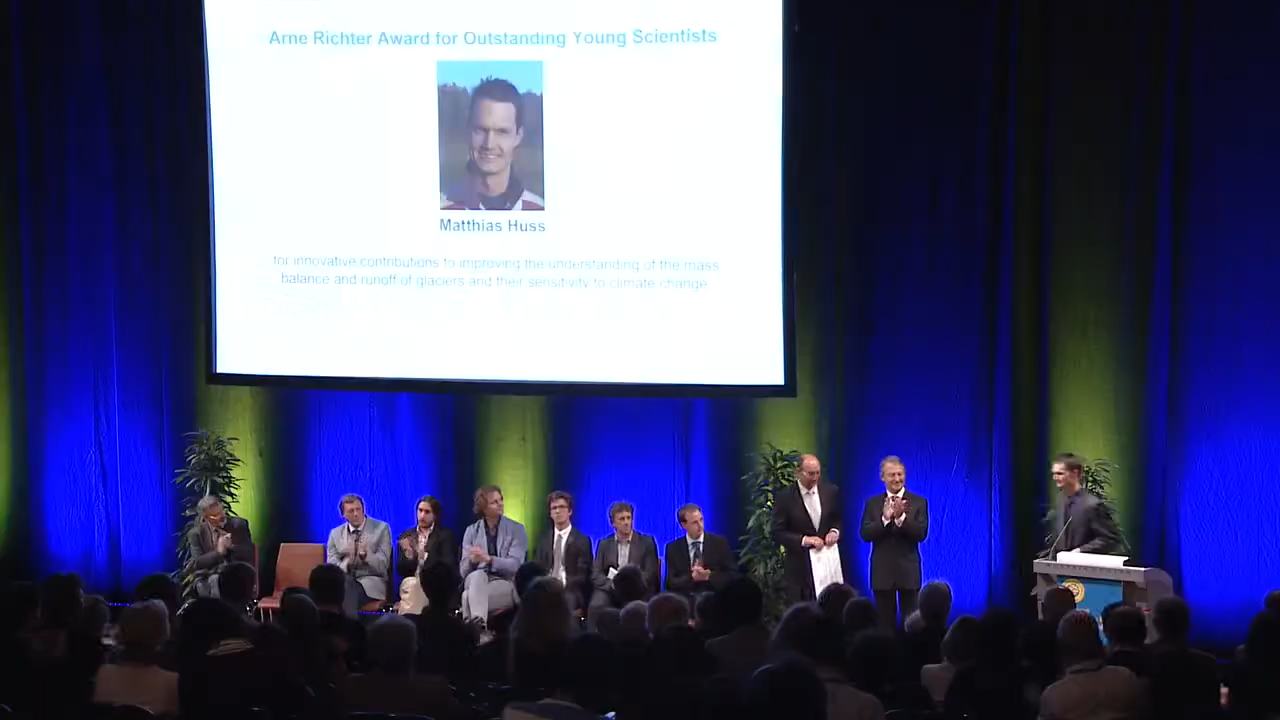 Arne Richter Award for Outstanding Young Scientists
Matthias Huss
for innovative contributions to improving the understanding of the mass
balance and runoff of glaciers and their sensitivity to climate change